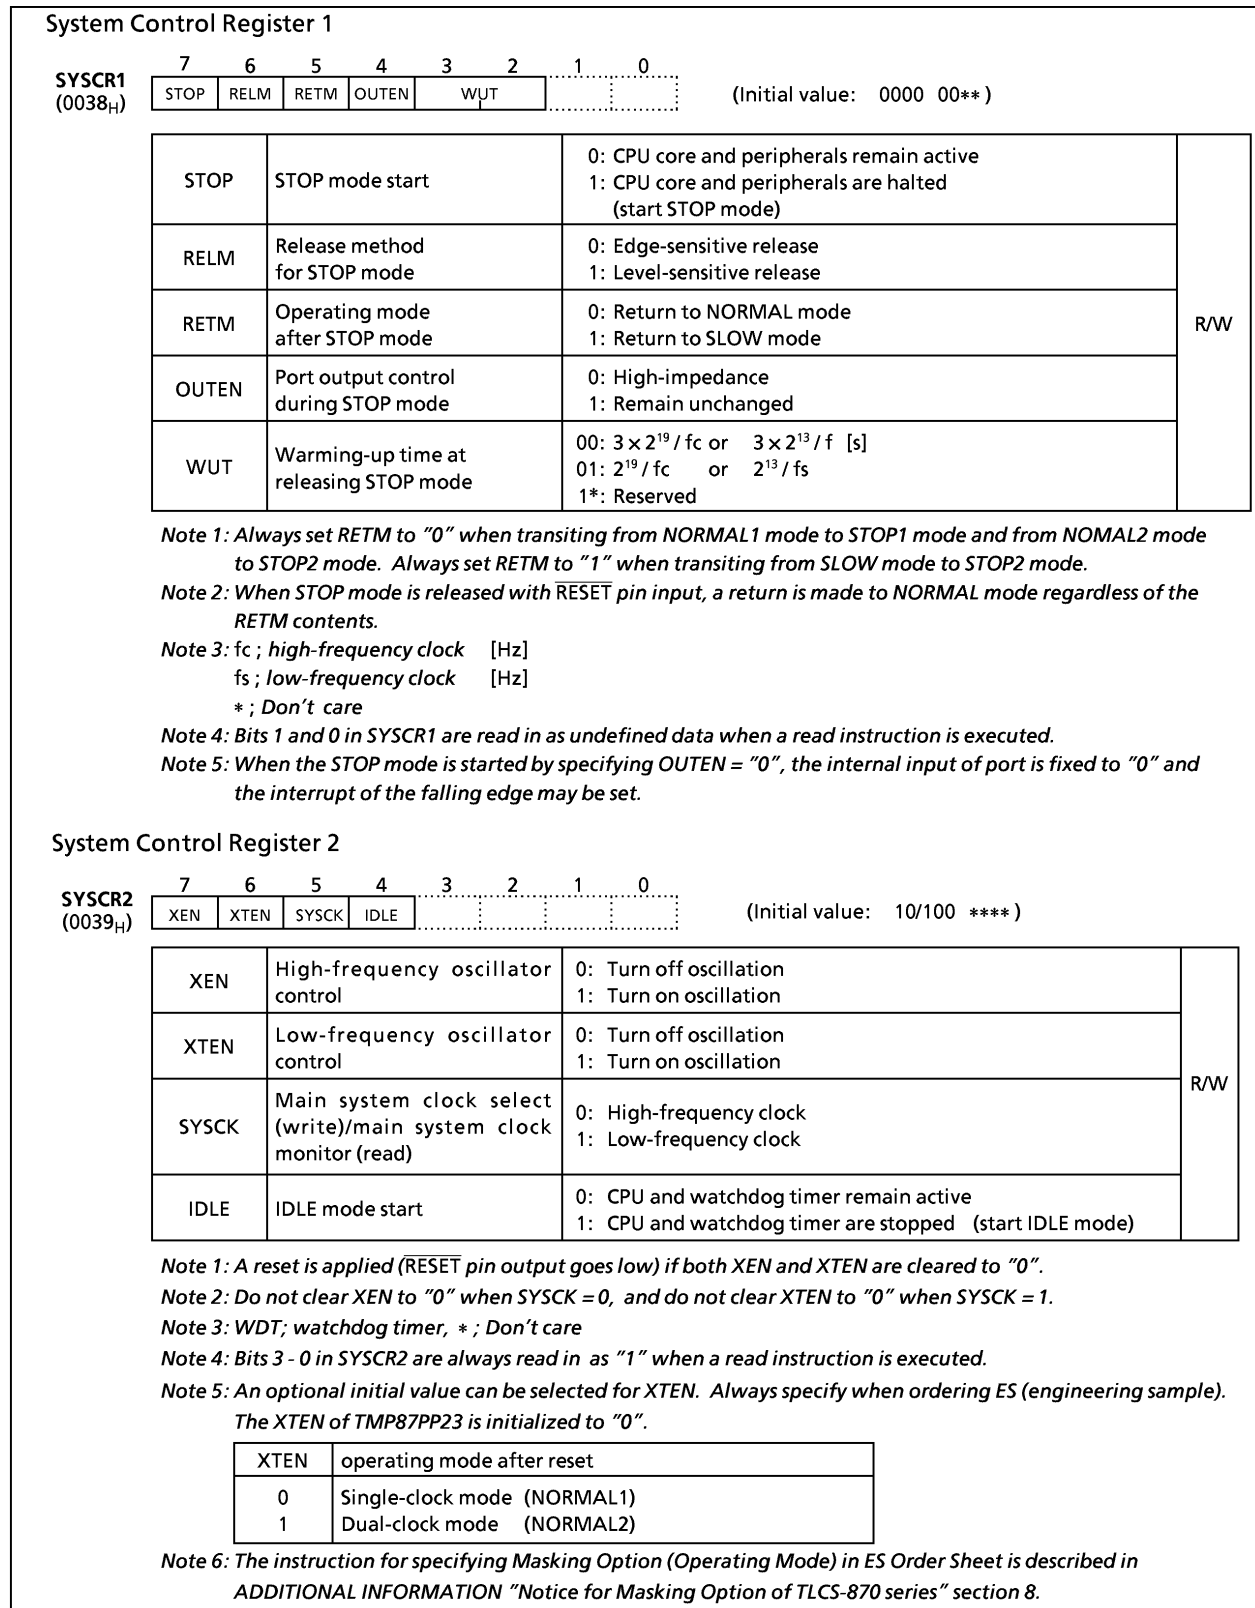 System Control Register 1
7 6 5 4 3 2 1 0
SYSCR1 STOP RELM RETM OUTEN WUT (Initial value: 0000 00**)
(0038H)
STOP STOP mode start 0: CPU core and peripherals remain active
1: CPU core and peripherals are halted
(start STOP mode)
RELM Release method for STOP mode 0: Edge-sensitive release
1: Level-sensitive release
RETM Operating mode after STOP mode 0: Return to NORMAL mode
1: Return to SLOW mode
R/W
OUTEN Port output control during STOP mode 0: High-impedance
1: Remain unchanged
WUT Warming-up time at releasing STOP mode 00: 3 × 2¹⁹ / fc or 3 × 2¹³ / f [s]
01: 2¹⁹ / fc or 2¹³ / fs
1*: Reserved
Note 1: Always set RETM to "0" when transiting from NORMAL1 mode to STOP1 mode and from NOMAL2 mode
to STOP2 mode. Always set RETM to "1" when transiting from SLOW mode to STOP2 mode.
Note 2: When STOP mode is released with RESET pin input, a return is made to NORMAL mode regardless of the
RETM contents.
Note 3: fc ; high-frequency clock [Hz]
fs ; low-frequency clock [Hz]
* ; Don't care
Note 4: Bits 1 and 0 in SYSCR1 are read in as undefined data when a read instruction is executed.
Note 5: When the STOP mode is started by specifying OUTEN = "0", the internal input of port is fixed to "0" and
the interrupt of the falling edge may be set.
System Control Register 2
7 6 5 4 3 2 1 0
SYSCR2 XEN XTEN SYSCK IDLE (Initial value: 10/100 ****)
(0039H)
XEN High-frequency oscillator control 0: Turn off oscillation
1: Turn on oscillation
XTEN Low-frequency oscillator control 0: Turn off oscillation
1: Turn on oscillation
R/W
SYSCK Main system clock select (write)/main system clock monitor (read) 0: High-frequency clock
1: Low-frequency clock
IDLE IDLE mode start 0: CPU and watchdog timer remain active
1: CPU and watchdog timer are stopped (start IDLE mode)
Note 1: A reset is applied (RESET pin output goes low) if both XEN and XTEN are cleared to "0".
Note 2: Do not clear XEN to "0" when SYSCK = 0, and do not clear XTEN to "0" when SYSCK = 1.
Note 3: WDT; watchdog timer, * ; Don't care
Note 4: Bits 3 - 0 in SYSCR2 are always read in as "1" when a read instruction is executed.
Note 5: An optional initial value can be selected for XTEN. Always specify when ordering ES (engineering sample).
The XTEN of TMP87PP23 is initialized to "0".
XTEN operating mode after reset
0 Single-clock mode (NORMAL1)
1 Dual-clock mode (NORMAL2)
Note 6: The instruction for specifying Masking Option (Operating Mode) in ES Order Sheet is described in
ADDITIONAL INFORMATION "Notice for Masking Option of TLCS-870 series" section 8.